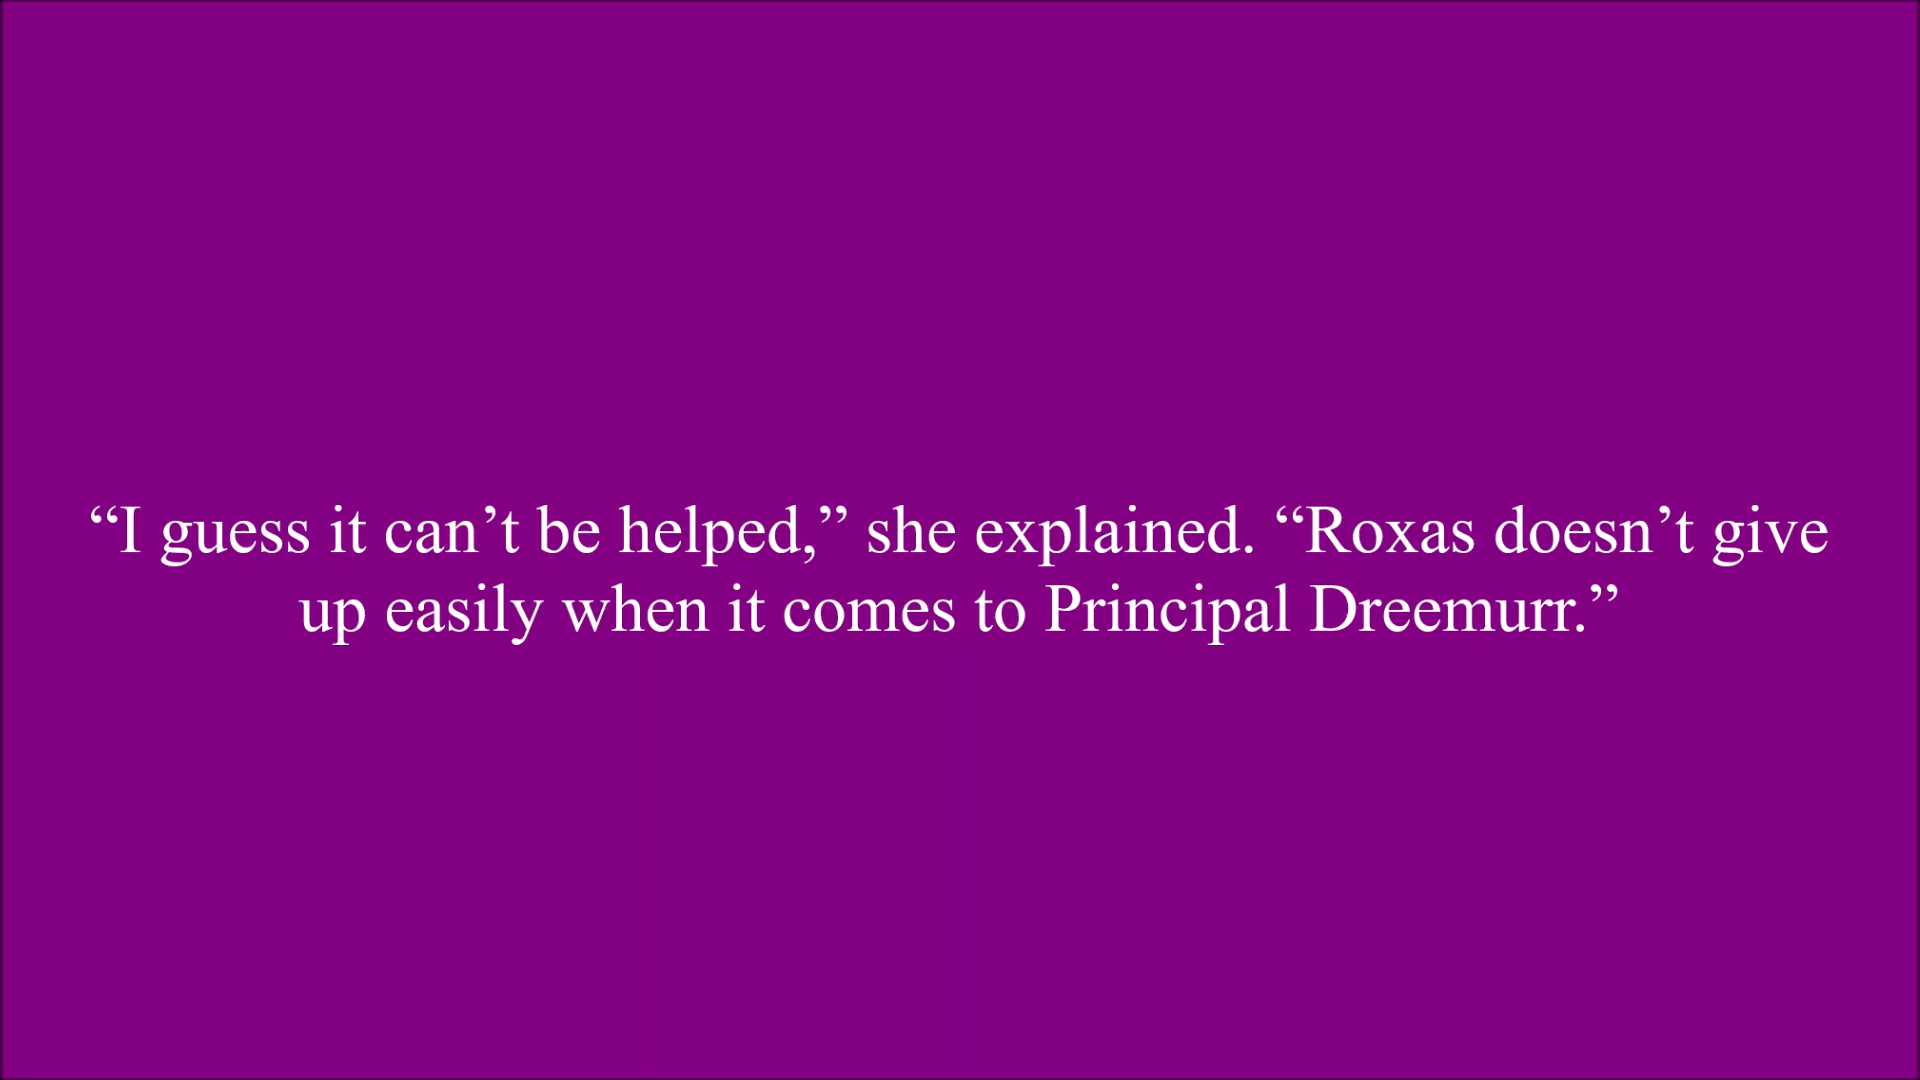 “I guess it can’t be helped,” she explained. “Roxas doesn’t give
up easily when it comes to Principal Dreemurr.”